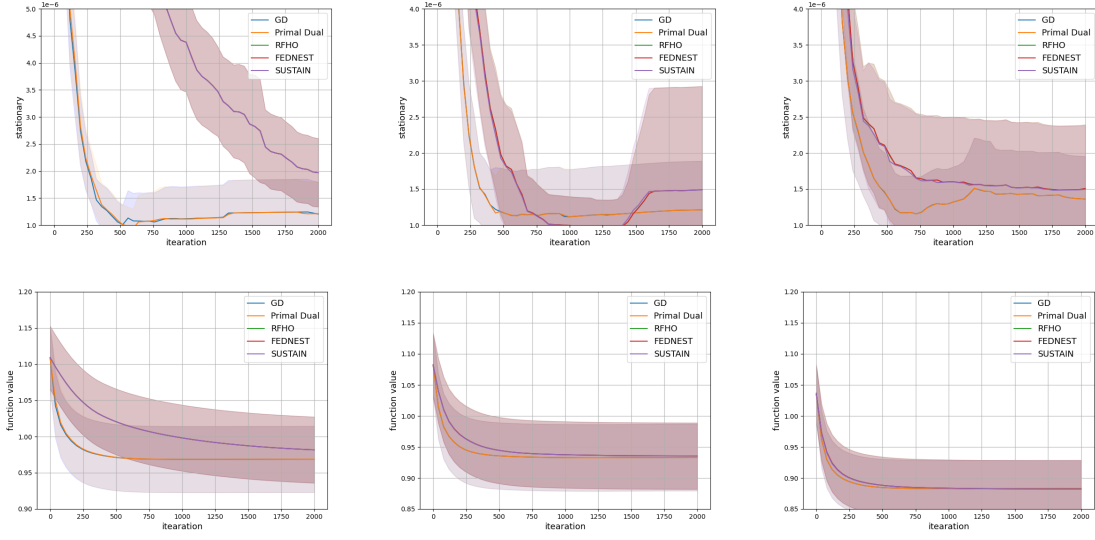 1e−6
5.0
4.5
4.0
3.5
3.0
2.5
2.0
1.5
1.0
stationary
GD
Primal Dual
RFHO
FEDNEST
SUSTAIN
0 250 500 750 1000 1250 1500 1750 2000
itearation
1e−6
4.0
3.5
3.0
2.5
2.0
1.5
1.0
stationary
GD
Primal Dual
RFHO
FEDNEST
SUSTAIN
0 250 500 750 1000 1250 1500 1750 2000
itearation
1e−6
4.0
3.5
3.0
2.5
2.0
1.5
1.0
stationary
GD
Primal Dual
RFHO
FEDNEST
SUSTAIN
0 250 500 750 1000 1250 1500 1750 2000
itearation
1.20
1.15
1.10
1.05
1.00
0.95
0.90
function value
GD
Primal Dual
RFHO
FEDNEST
SUSTAIN
0 250 500 750 1000 1250 1500 1750 2000
itearation
1.20
1.15
1.10
1.05
1.00
0.95
0.90
0.85
function value
GD
Primal Dual
RFHO
FEDNEST
SUSTAIN
0 250 500 750 1000 1250 1500 1750 2000
itearation
1.20
1.15
1.10
1.05
1.00
0.95
0.90
0.85
function value
GD
Primal Dual
RFHO
FEDNEST
SUSTAIN
0 250 500 750 1000 1250 1500 1750 2000
itearation